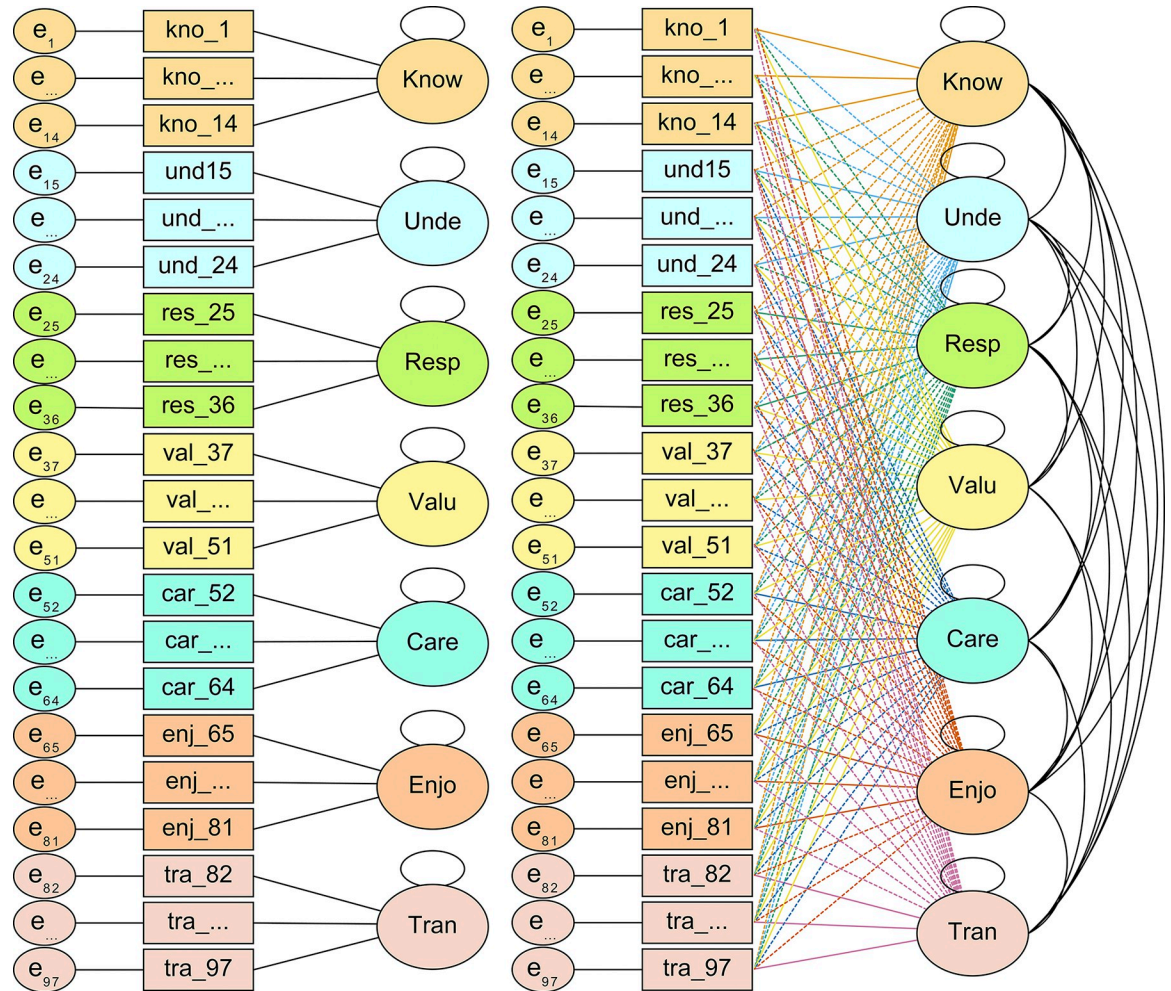 e1 kno_1
e... kno_... Know
e14 kno_14
e15 und15
e... und_... Unde
e24 und_24
e25 res_25
e... res_... Resp
e36 res_36
e37 val_37
e... val_... Valu
e51 val_51
e52 car_52
e... car_... Care
e64 car_64
e65 enj_65
e... enj_... Enjo
e81 enj_81
e82 tra_82
e... tra_... Tran
e97 tra_97
e1 kno_1
e... kno_... Know
e14 kno_14
e15 und15
e... und_... Unde
e24 und_24
e25 res_25
e... res_... Resp
e36 res_36
e37 val_37
e... val_... Valu
e51 val_51
e52 car_52
e... car_... Care
e64 car_64
e65 enj_65
e... enj_... Enjo
e81 enj_81
e82 tra_82
e... tra_... Tran
e97 tra_97